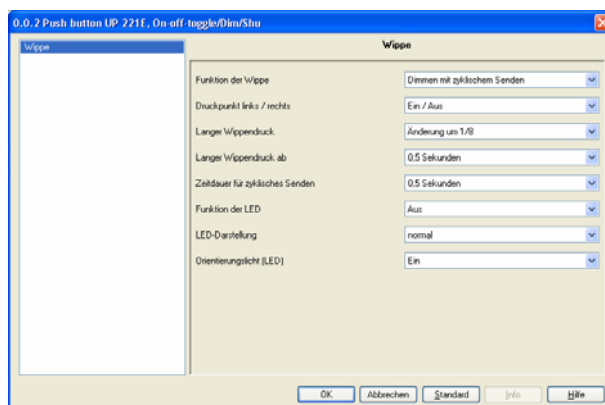 0.0.2 Push button UP 221E, On-off-toggle/Dim/Shu
Wippe
Wippe
Funktion der Wippe Dimmen mit zyklischem Senden
Druckpunkt links / rechts Ein / Aus
Langer Wippendruck Änderung um 1/8
Langer Wippendruck ab 0,5 Sekunden
Zeitdauer für zyklisches Senden 0,5 Sekunden
Funktion der LED Aus
LED-Darstellung normal
Orientierungslicht (LED) Ein
OK Abbrechen Standard Info Hilfe